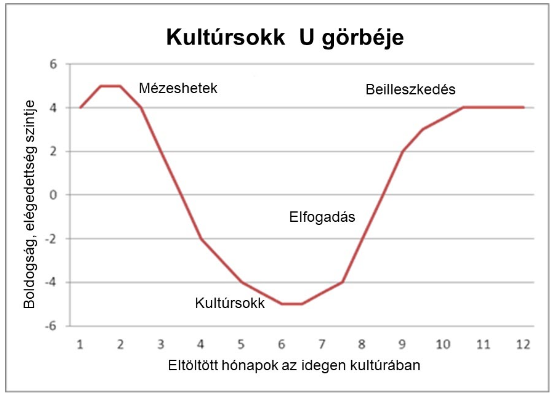 Kultúrsokk U görbéje
Boldogság, elégedettség szintje
6
4
2
0
-2
-4
-6
Mézeshetek
Beilleszkedés
Elfogadás
Kultúrsokk
1 2 3 4 5 6 7 8 9 10 11 12
Eltöltött hónapok az idegen kultúrában